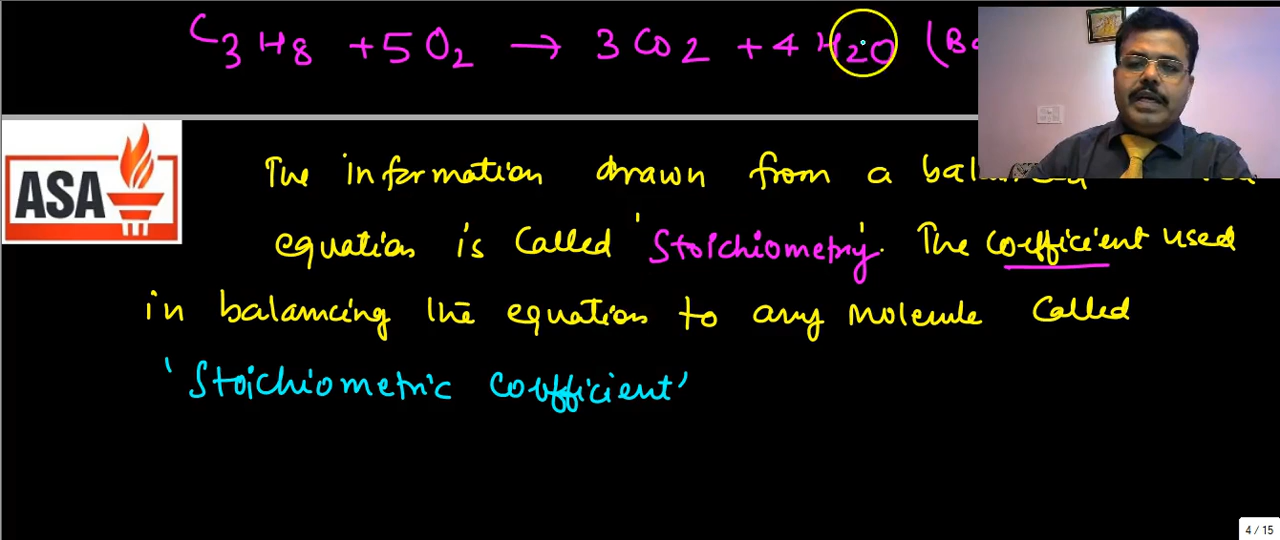 C3H8 + 5O2 → 3CO2 + 4H2O (Ba
ASA
The information drawn from a
equation is called 'Stoichiometry'. The coefficient used
in balancing the equation to any molecule called
'Stoichiometric coefficient'
4 / 15